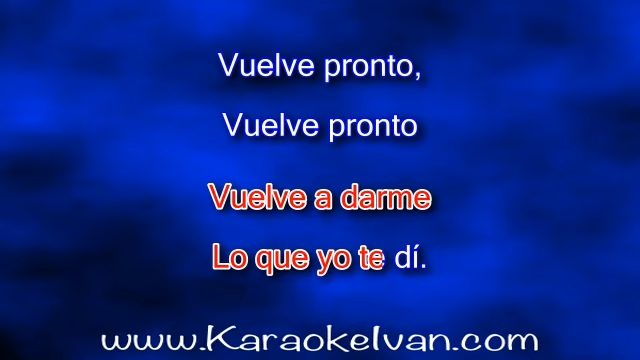 Vuelve pronto,
Vuelve pronto
Vuelve a darme
Lo que yo te dí.
www.KaraokeIvan.com